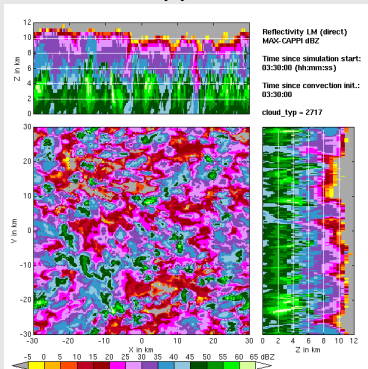 Reflectivity LM (direct)
MAX-CAPPI dBZ
Time since simulation start:
03:30:00 (hh:mm:ss)
Time since convection init.:
03:30:00
cloud_typ = 2717
12
10
8
6
4
2
0
Z in km
30
20
10
0
-10
-20
-30
Y in km
-30 -20 -10 0 10 20 30
X in km
0 2 4 6 8 10 12
Z in km
-5 0 5 10 15 20 25 30 35 40 45 50 55 60 65 dBZ